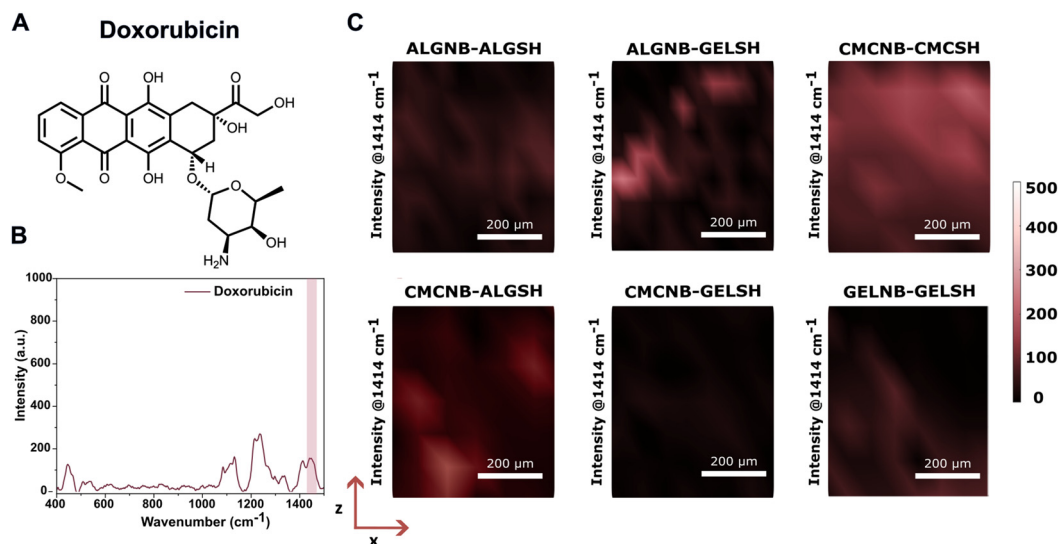 A
Doxorubicin
O
OH
O
OH
OH
O
O
OH
H
O
O
OH
H₂N
B
1000
800
600
400
200
0
Intensity (a.u.)
Doxorubicin
400
600
800
1000
1200
1400
Wavenumber (cm⁻¹)
C
ALGNB-ALGSH
Intensity @1414 cm⁻¹
200 µm
ALGNB-GELSH
Intensity @1414 cm⁻¹
200 µm
CMCNB-CMCSH
Intensity @1414 cm⁻¹
200 µm
CMCNB-ALGSH
Intensity @1414 cm⁻¹
200 µm
CMCNB-GELSH
Intensity @1414 cm⁻¹
200 µm
GELNB-GELSH
Intensity @1414 cm⁻¹
200 µm
500
400
300
200
100
0
z
x